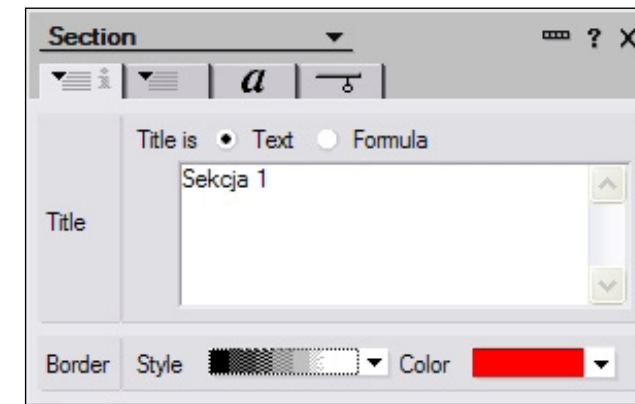 Section ? X
a
Title is Text Formula
Sekcja 1
Title
Border Style Color